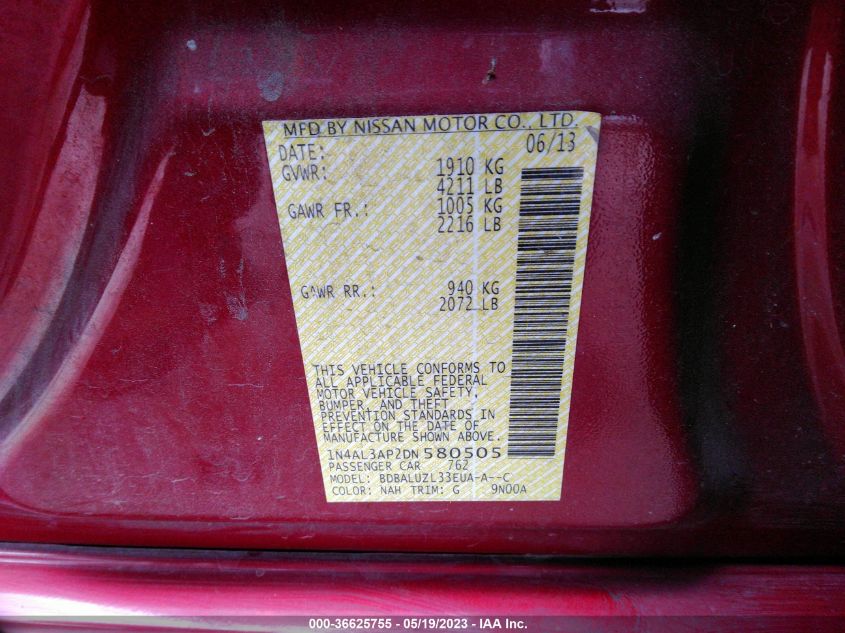 MFD BY NISSAN MOTOR CO., LTD.
DATE: 06/13
GVWR: 1910 KG
4211 LB
GAWR FR.: 1005 KG
2216 LB
GAWR RR.: 940 KG
2072 LB
THIS VEHICLE CONFORMS TO
ALL APPLICABLE FEDERAL
MOTOR VEHICLE SAFETY,
BUMPER, AND THEFT
PREVENTION STANDARDS IN
EFFECT ON THE DATE OF
MANUFACTURE SHOWN ABOVE.
1N4AL3AP2DN580505
PASSENGER CAR 762
MODEL: BDBALUZL33EUA-A--C
COLOR: NAH TRIM: G 9N00A
000-36625755 - 05/19/2023 - IAA Inc.